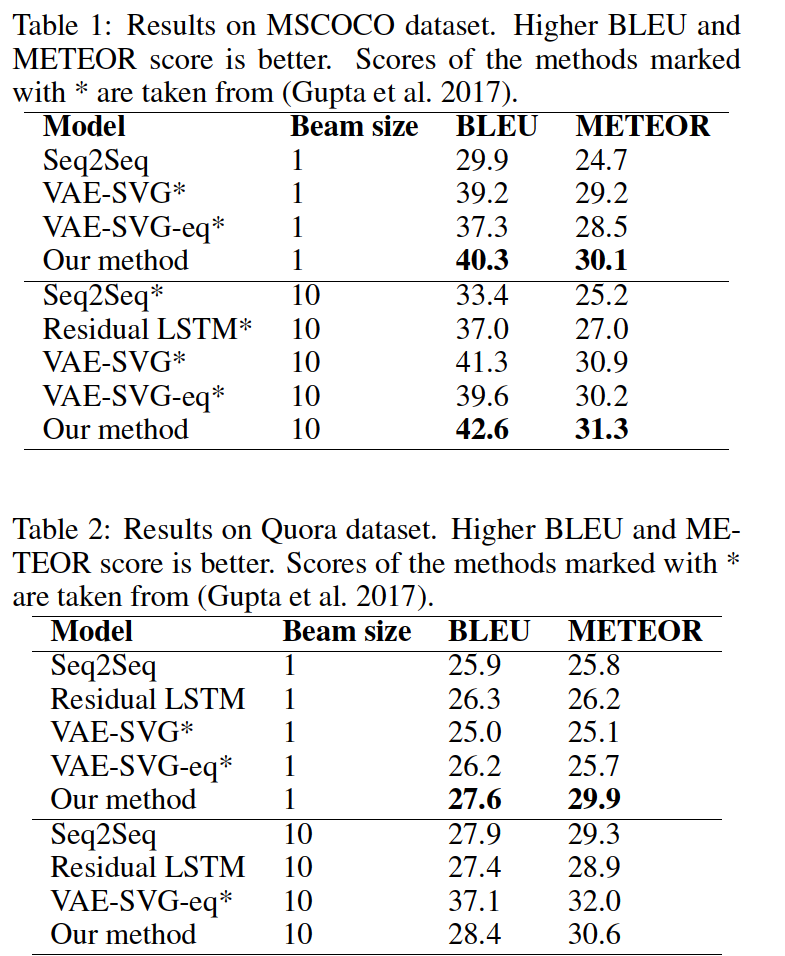 Table 1: Results on MSCOCO dataset. Higher BLEU and
METEOR score is better. Scores of the methods marked
with * are taken from (Gupta et al. 2017).
Model Beam size BLEU METEOR
Seq2Seq 1 29.9 24.7
VAE-SVG* 1 39.2 29.2
VAE-SVG-eq* 1 37.3 28.5
Our method 1 40.3 30.1
Seq2Seq* 10 33.4 25.2
Residual LSTM* 10 37.0 27.0
VAE-SVG* 10 41.3 30.9
VAE-SVG-eq* 10 39.6 30.2
Our method 10 42.6 31.3
Table 2: Results on Quora dataset. Higher BLEU and ME-
TEOR score is better. Scores of the methods marked with *
are taken from (Gupta et al. 2017).
Model Beam size BLEU METEOR
Seq2Seq 1 25.9 25.8
Residual LSTM 1 26.3 26.2
VAE-SVG* 1 25.0 25.1
VAE-SVG-eq* 1 26.2 25.7
Our method 1 27.6 29.9
Seq2Seq 10 27.9 29.3
Residual LSTM 10 27.4 28.9
VAE-SVG-eq* 10 37.1 32.0
Our method 10 28.4 30.6